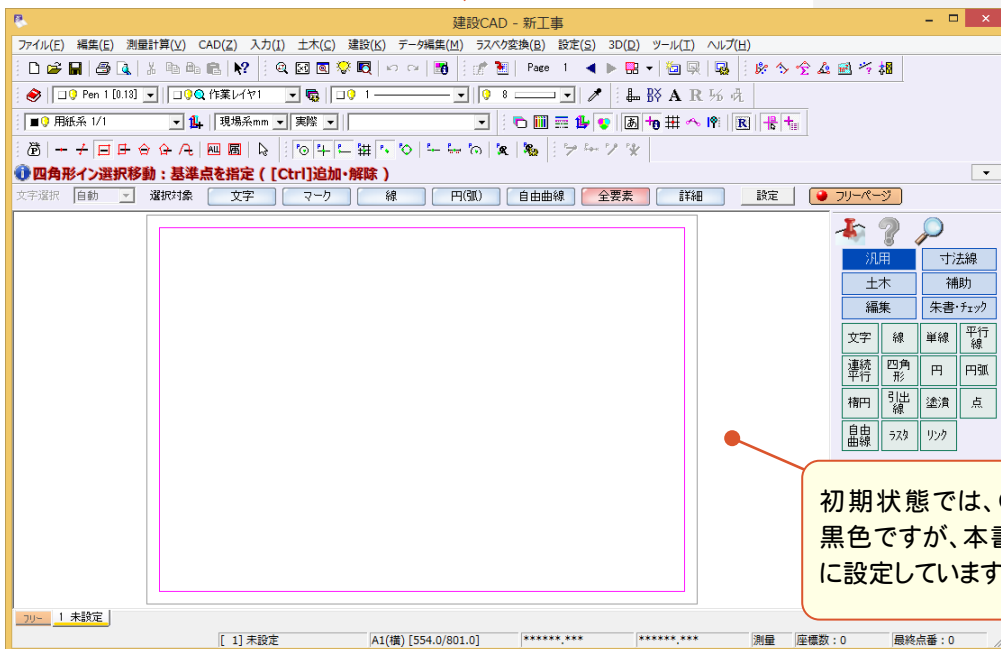 建設CAD - 新工事
ファイル(F) 編集(E) 測量計算(V) CAD(Z) 入力(I) 土木(C) 建設(K) データ編集(M) ラスベク変換(B) 設定(S) 3D(D) ツール(T) ヘルプ(H)
Page 1
Pen 1 [0.13] 作業レイヤ1 1 8
用紙系 1/1 現場系mm 実際
四角形イン選択移動：基準点を指定 ( [Ctrl]追加・解除 )
文字選択 自動 選択対象 文字 マーク 線 円(弧) 自由曲線 全要素 詳細 設定 フリーページ
汎用 寸法線
土木 補助
編集 朱書・チェック
文字 線 単線 平行線
連続平行 四角形 円 円弧
楕円 引出線 塗潰 点
自由曲線 ラスタ リンク
初期状態では、
黒色ですが、本書
に設定しています
フリー 1 未設定
[ 1] 未設定 A1(横) [554.0/801.0] ******.*** ******.*** 測量 座標数：0 最終点番：0